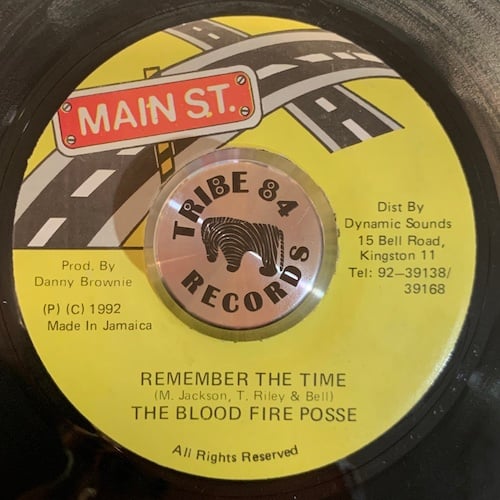 MAIN ST.
TRIBE 84
RECORDS
Dist By
Dynamic Sounds
15 Bell Road,
Kingston 11
Tel: 92-39138/
39168
Prod. By
Danny Brownie
(P) (C) 1992
Made In Jamaica
REMEMBER THE TIME
(M. Jackson, T. Riley & Bell)
THE BLOOD FIRE POSSE
All Rights Reserved